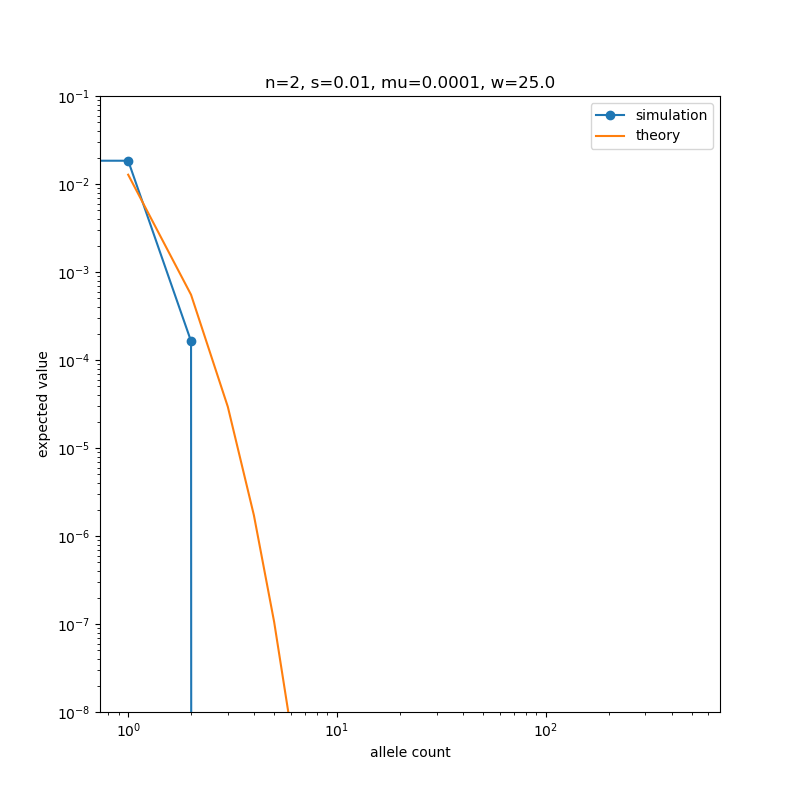 n=2, s=0.01, mu=0.0001, w=25.0
simulation
theory
expected value
10⁻¹
10⁻²
10⁻³
10⁻⁴
10⁻⁵
10⁻⁶
10⁻⁷
10⁻⁸
10⁰ 10¹ 10²
allele count